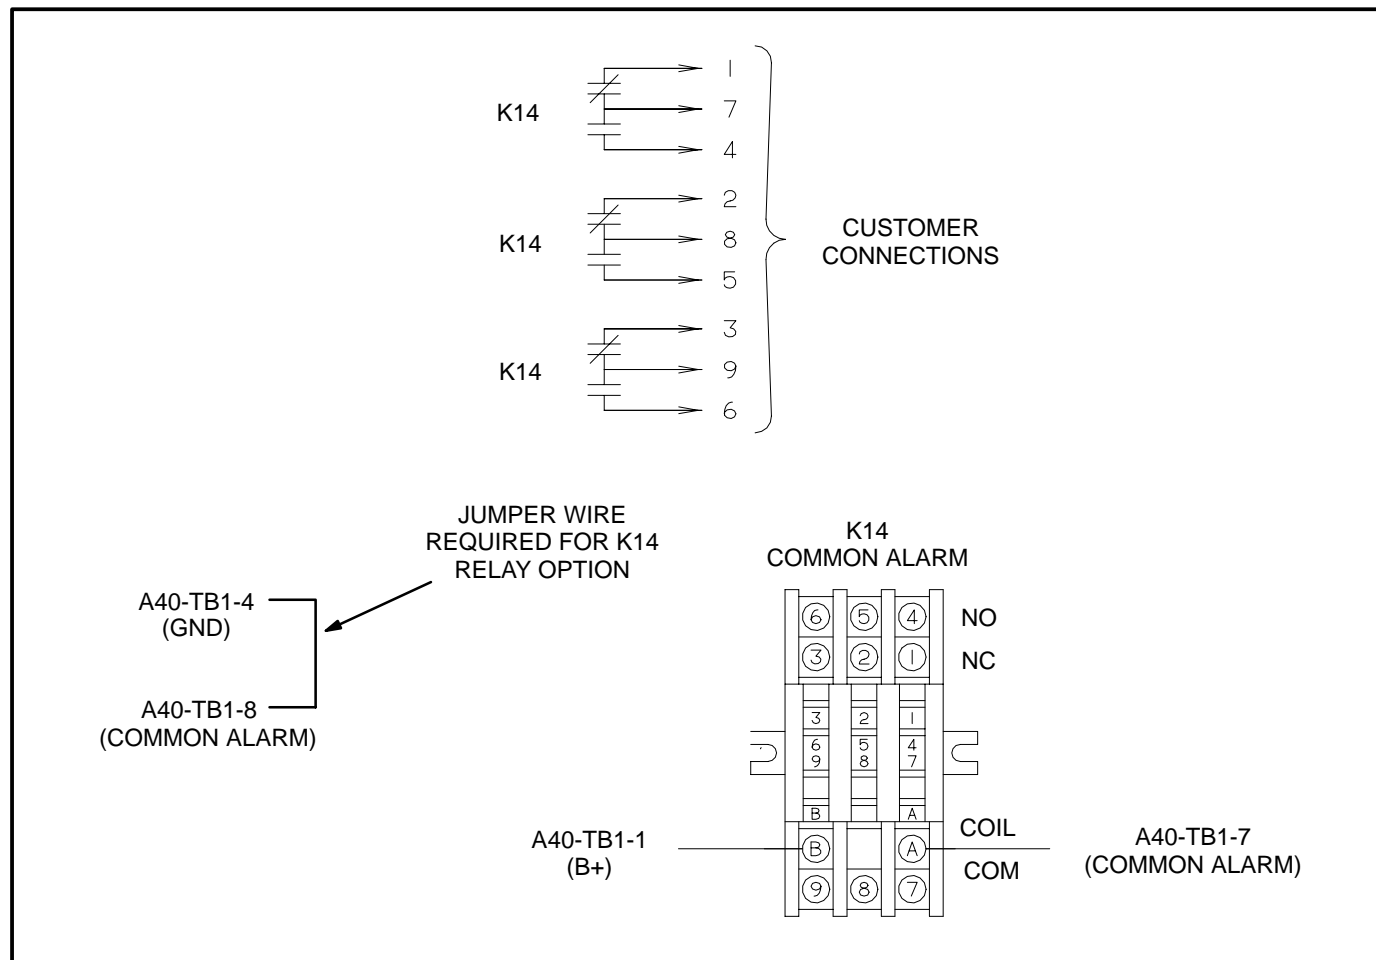 1
K14
7
4
2
K14
8
5
CUSTOMER
CONNECTIONS
3
K14
9
6
JUMPER WIRE
REQUIRED FOR K14
RELAY OPTION
A40-TB1-4
(GND)
A40-TB1-8
(COMMON ALARM)
K14
COMMON ALARM
6 5 4 NO
3 2 1 NC
3 2 1
6 5 4
9 8 7
B A
A40-TB1-1
(B+)
B A COIL
COM
9 8 7
A40-TB1-7
(COMMON ALARM)